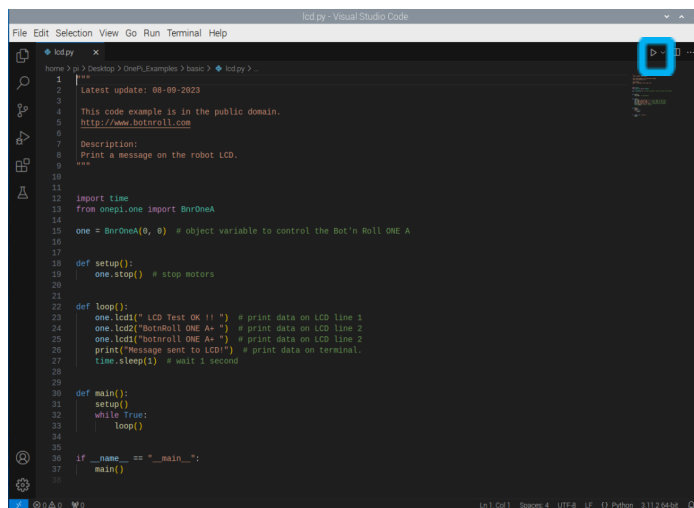 lcd.py - Visual Studio Code
File Edit Selection View Go Run Terminal Help
lcd.py
home > pi > Desktop > OnePi_Examples > basic > lcd.py > ...
1 """
2 Latest update: 08-09-2023
3
4 This code example is in the public domain.
5 http://www.botnroll.com
6
7 Description:
8 Print a message on the robot LCD.
9 """
10
11
12 import time
13 from onepi.one import BnrOneA
14
15 one = BnrOneA(0, 0) # object variable to control the Bot'n Roll ONE A
16
17
18 def setup():
19 one.stop() # stop motors
20
21
22 def loop():
23 one.lcd1(" LCD Test OK !! ") # print data on LCD line 1
24 one.lcd2("BotnRoll ONE A+ ") # print data on LCD line 2
25 one.lcd1("botnroll ONE A+ ") # print data on LCD line 2
26 print("Message sent to LCD!") # print data on terminal.
27 time.sleep(1) # wait 1 second
28
29
30 def main():
31 setup()
32 while True:
33 loop()
34
35
36 if __name__ == "__main__":
37 main()
38
0 0 0 Ln 1, Col 1 Spaces: 4 UTF-8 LF {} Python 3.11.2 64-bit